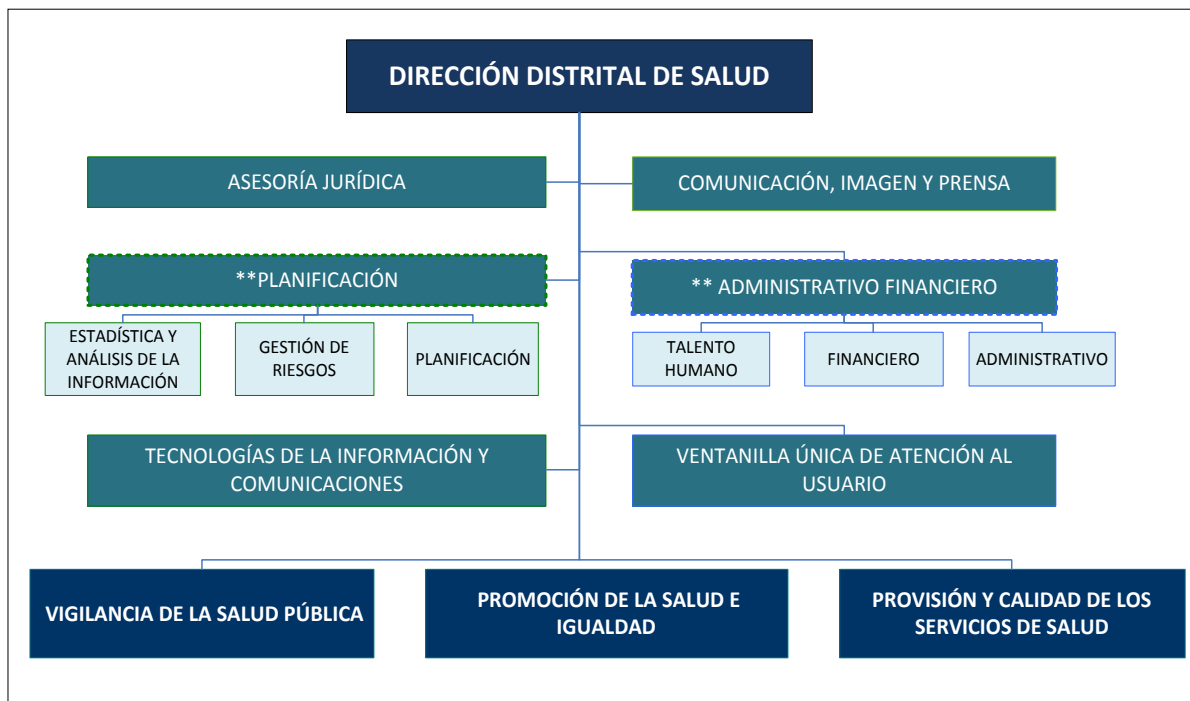 DIRECCIÓN DISTRITAL DE SALUD
ASESORÍA JURÍDICA
COMUNICACIÓN, IMAGEN Y PRENSA
**PLANIFICACIÓN
** ADMINISTRATIVO FINANCIERO
ESTADÍSTICA Y
ANÁLISIS DE LA
INFORMACIÓN
GESTIÓN DE
RIESGOS
PLANIFICACIÓN
TALENTO
HUMANO
FINANCIERO
ADMINISTRATIVO
TECNOLOGÍAS DE LA INFORMACIÓN Y
COMUNICACIONES
VENTANILLA ÚNICA DE ATENCIÓN AL
USUARIO
VIGILANCIA DE LA SALUD PÚBLICA
PROMOCIÓN DE LA SALUD E
IGUALDAD
PROVISIÓN Y CALIDAD DE LOS
SERVICIOS DE SALUD